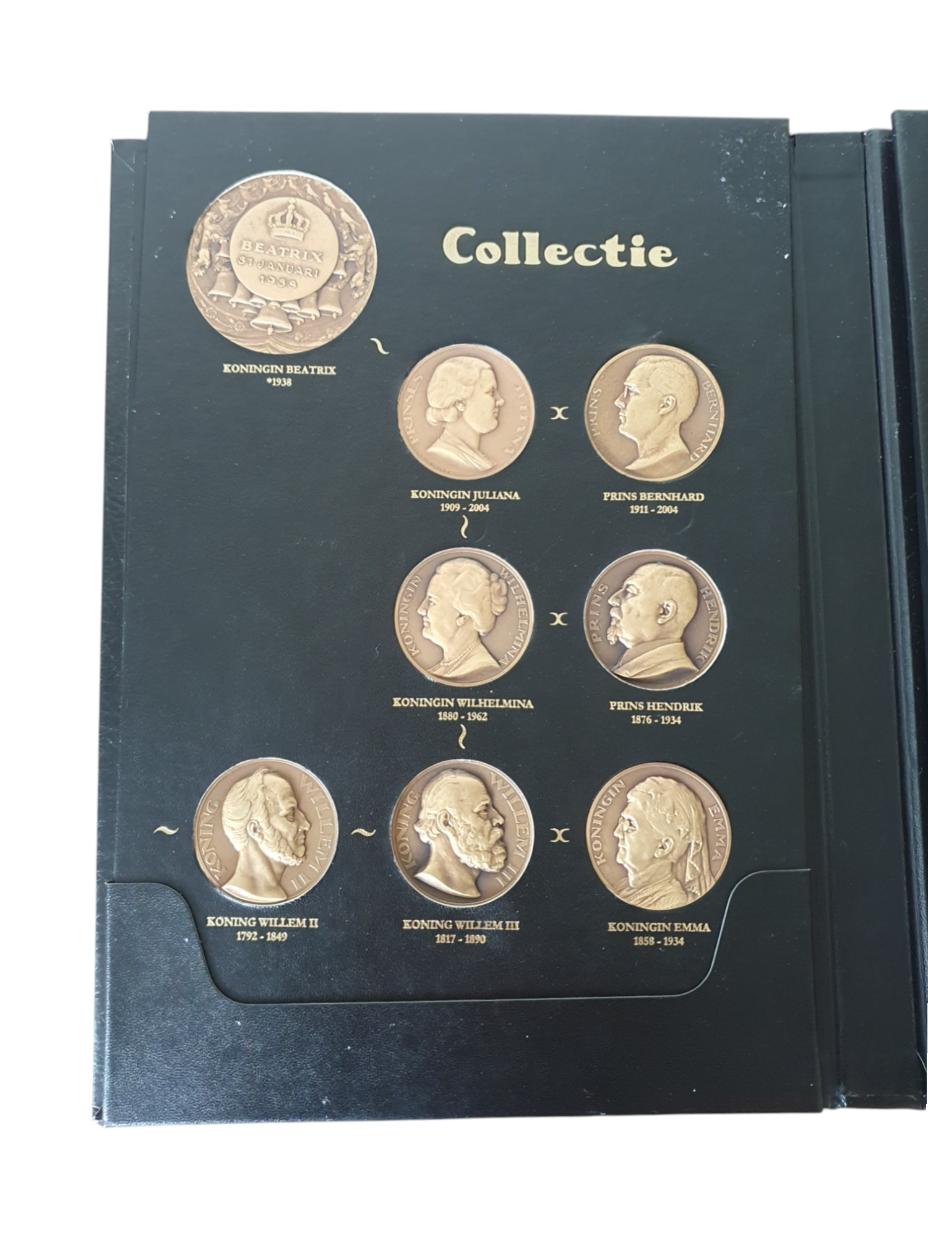 Collectie
BEATRIX
31 JANUARI
1938
KONINGIN BEATRIX
*1938
PRINSES JULIANA
x
PRINS BERNHARD
KONINGIN JULIANA
1909 - 2004
PRINS BERNHARD
1911 - 2004
KONINGIN WILHELMINA
x
PRINS HENDRIK
KONINGIN WILHELMINA
1880 - 1962
PRINS HENDRIK
1876 - 1934
KONING WILLEM II
KONING WILLEM III
x
KONINGIN EMMA
KONING WILLEM II
1792 - 1849
KONING WILLEM III
1817 - 1890
KONINGIN EMMA
1858 - 1934